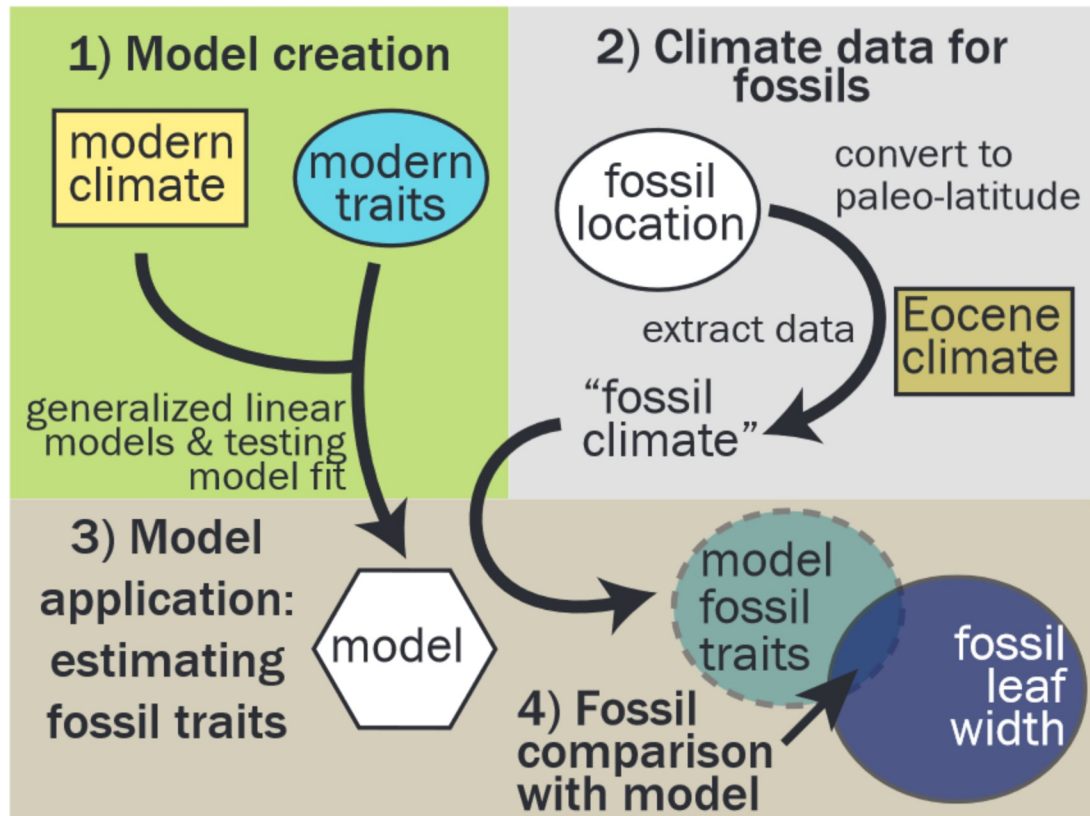 1) Model creation
modern
climate
modern
traits
generalized linear
models & testing
model fit
2) Climate data for
fossils
fossil
location
convert to
paleo-latitude
extract data
Eocene
climate
“fossil
climate”
3) Model
application:
estimating
fossil traits
model
model
fossil
traits
fossil
leaf
width
4) Fossil
comparison
with model